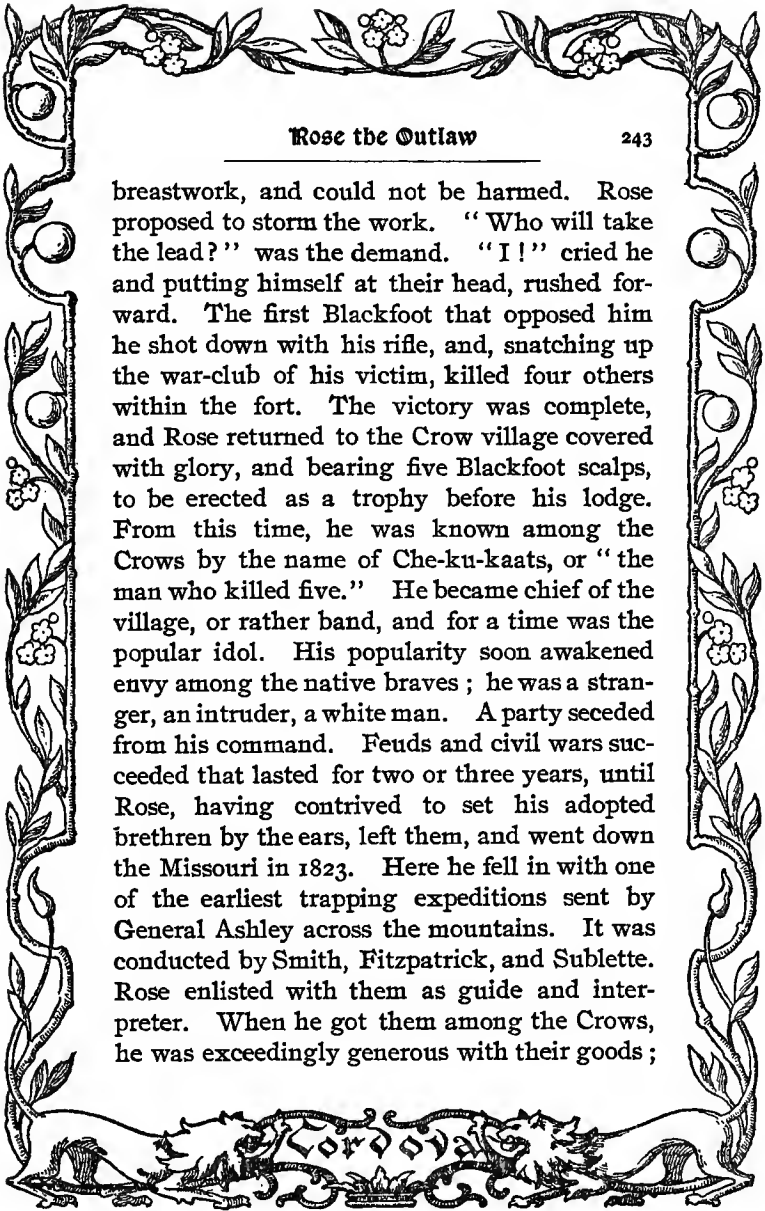 Rose the Outlaw 243
breastwork, and could not be harmed. Rose
proposed to storm the work. “ Who will take
the lead? ” was the demand. “ I ! ” cried he
and putting himself at their head, rushed for-
ward. The first Blackfoot that opposed him
he shot down with his rifle, and, snatching up
the war-club of his victim, killed four others
within the fort. The victory was complete,
and Rose returned to the Crow village covered
with glory, and bearing five Blackfoot scalps,
to be erected as a trophy before his lodge.
From this time, he was known among the
Crows by the name of Che-ku-kaats, or “ the
man who killed five.” He became chief of the
village, or rather band, and for a time was the
popular idol. His popularity soon awakened
envy among the native braves ; he was a stran-
ger, an intruder, a white man. A party seceded
from his command. Feuds and civil wars suc-
ceeded that lasted for two or three years, until
Rose, having contrived to set his adopted
brethren by the ears, left them, and went down
the Missouri in 1823. Here he fell in with one
of the earliest trapping expeditions sent by
General Ashley across the mountains. It was
conducted by Smith, Fitzpatrick, and Sublette.
Rose enlisted with them as guide and inter-
preter. When he got them among the Crows,
he was exceedingly generous with their goods ;
Cordova